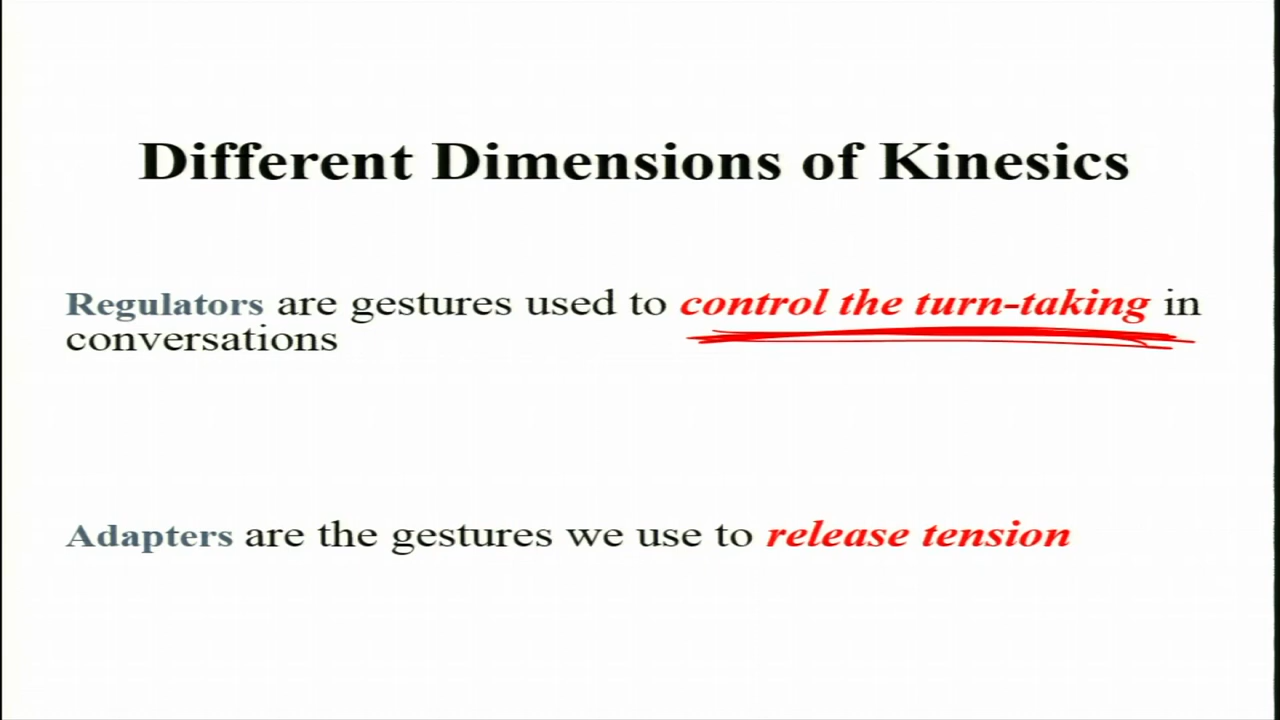 Different Dimensions of Kinesics
Regulators are gestures used to control the turn-taking in
conversations
Adapters are the gestures we use to release tension